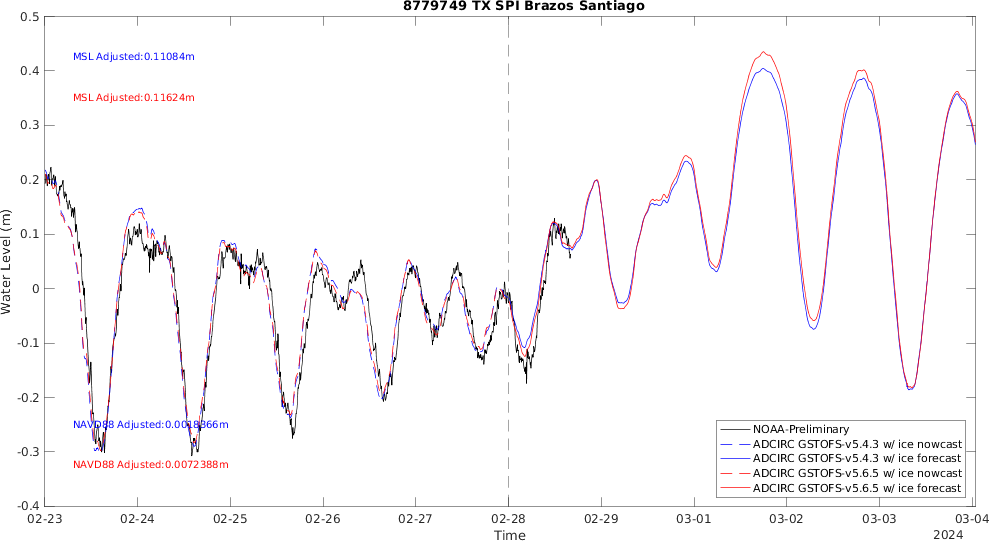 8779749 TX SPI Brazos Santiago
0.5
0.4
0.3
0.2
0.1
0
-0.1
-0.2
-0.3
-0.4
Water Level (m)
MSL Adjusted:0.11084m
MSL Adjusted:0.11624m
NAVD88 Adjusted:0.0018366m
NAVD88 Adjusted:0.0072388m
NOAA-Preliminary
ADCIRC GSTOFS-v5.4.3 w/ ice nowcast
ADCIRC GSTOFS-v5.4.3 w/ ice forecast
ADCIRC GSTOFS-v5.6.5 w/ ice nowcast
ADCIRC GSTOFS-v5.6.5 w/ ice forecast
02-23 02-24 02-25 02-26 02-27 02-28 02-29 03-01 03-02 03-03 03-04
Time
2024